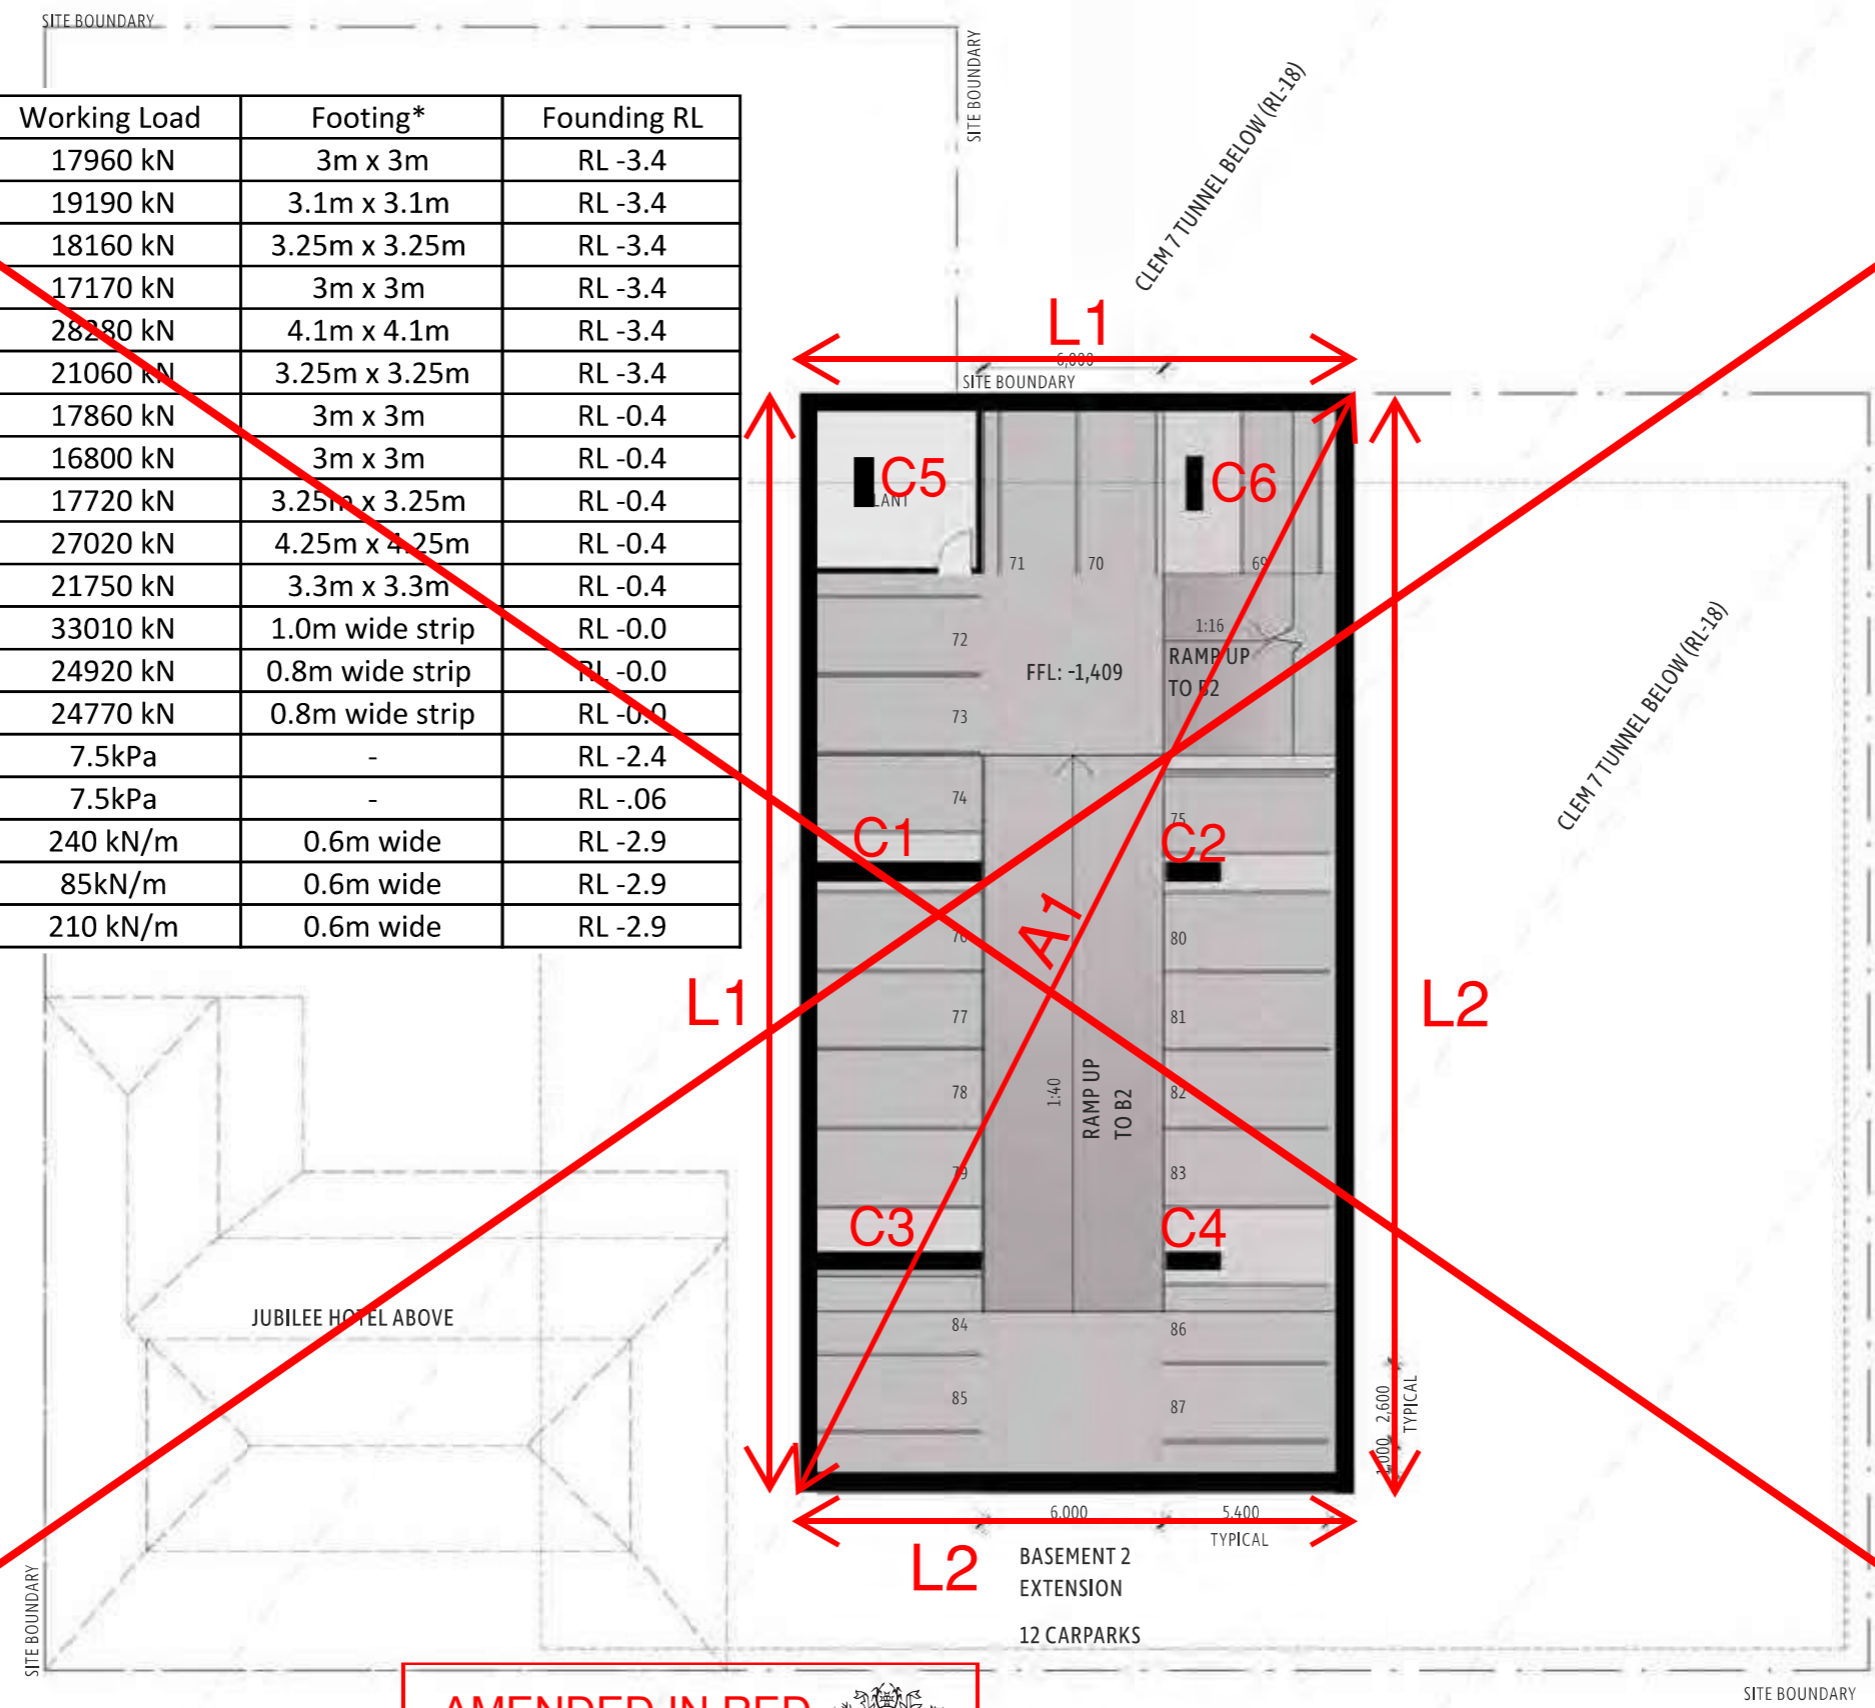 SITE BOUNDARY
SITE BOUNDARY
CLEM 7 TUNNEL BELOW (RL-18)
Working Load Footing* Founding RL
17960 kN 3m x 3m RL -3.4
19190 kN 3.1m x 3.1m RL -3.4
18160 kN 3.25m x 3.25m RL -3.4
17170 kN 3m x 3m RL -3.4
28280 kN 4.1m x 4.1m RL -3.4
21060 kN 3.25m x 3.25m RL -3.4
17860 kN 3m x 3m RL -0.4
16800 kN 3m x 3m RL -0.4
17720 kN 3.25m x 3.25m RL -0.4
27020 kN 4.25m x 4.25m RL -0.4
21750 kN 3.3m x 3.3m RL -0.4
33010 kN 1.0m wide strip RL -0.0
24920 kN 0.8m wide strip RL -0.0
24770 kN 0.8m wide strip RL -0.0
7.5kPa - RL -2.4
7.5kPa - RL -.06
240 kN/m 0.6m wide RL -2.9
85kN/m 0.6m wide RL -2.9
210 kN/m 0.6m wide RL -2.9
L1
6,000
SITE BOUNDARY
C5
C6
71
70
69
72
1:16
RAMP UP
TO B2
FFL: -1,409
73
CLEM 7 TUNNEL BELOW (RL-18)
74
75
C1
C2
A1
76
80
L1
L2
77
81
78
82
1:40
RAMP UP
TO B2
79
83
C3
C4
JUBILEE HOTEL ABOVE
84
86
85
87
1,000 2,600
TYPICAL
6.000
5.400
TYPICAL
L2
BASEMENT 2
EXTENSION
12 CARPARKS
SITE BOUNDARY
AMENDED IN RED
SITE BOUNDARY